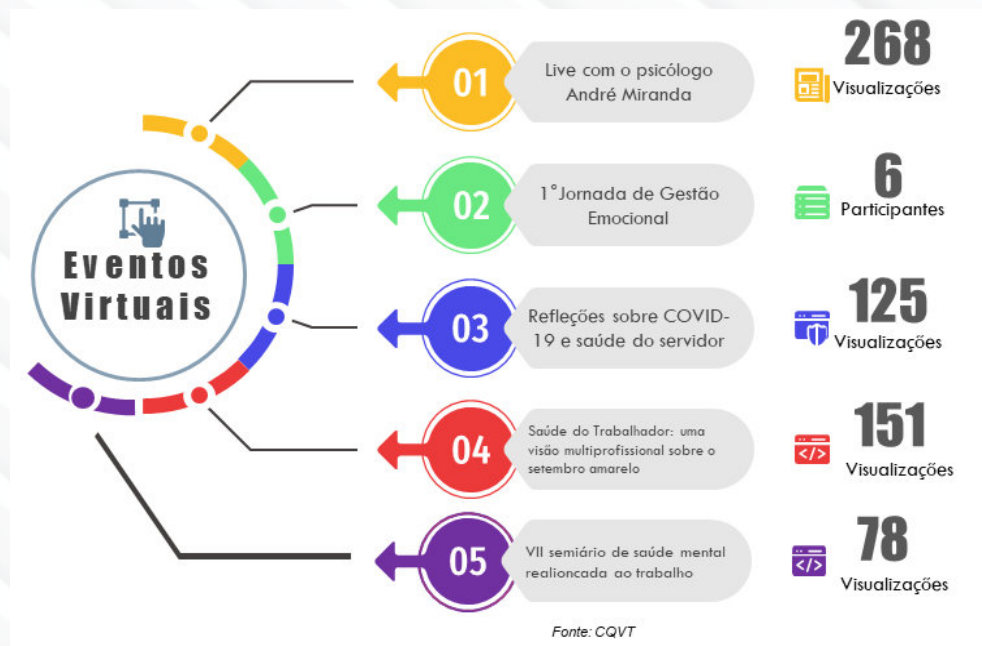 Eventos
Virtuais
01
Live com o psicólogo
André Miranda
268
Visualizações
02
1°Jornada de Gestão
Emocional
6
Participantes
03
Refleções sobre COVID-
19 e saúde do servidor
125
Visualizações
04
Saúde do Trabalhador: uma
visão multiprofissional sobre o
setembro amarelo
151
Visualizações
05
VII semiário de saúde mental
realioncada ao trabalho
78
Visualizações
Fonte: CQVT